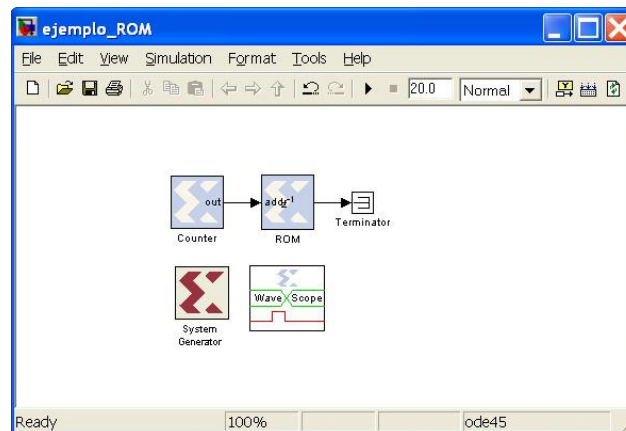 ejemplo_ROM
File Edit View Simulation Format Tools Help
20.0 Normal
out
Counter
addr z⁻¹
ROM
Terminator
System
Generator
Wave Scope
Ready 100% ode45